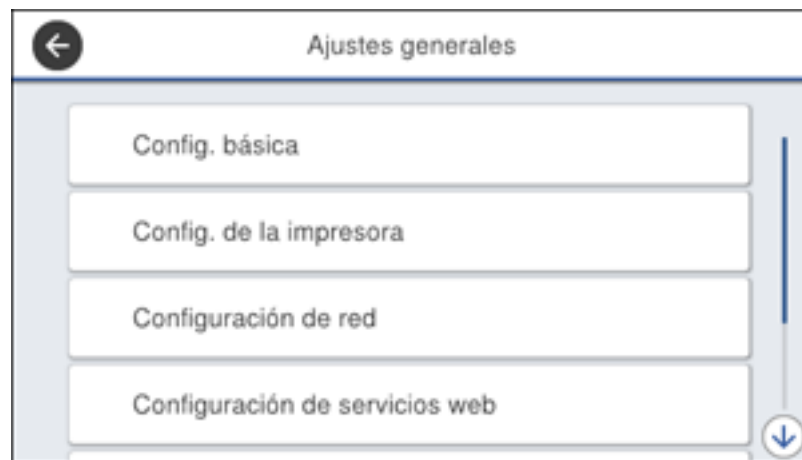 Ajustes generales
Config. básica
Config. de la impresora
Configuración de red
Configuración de servicios web